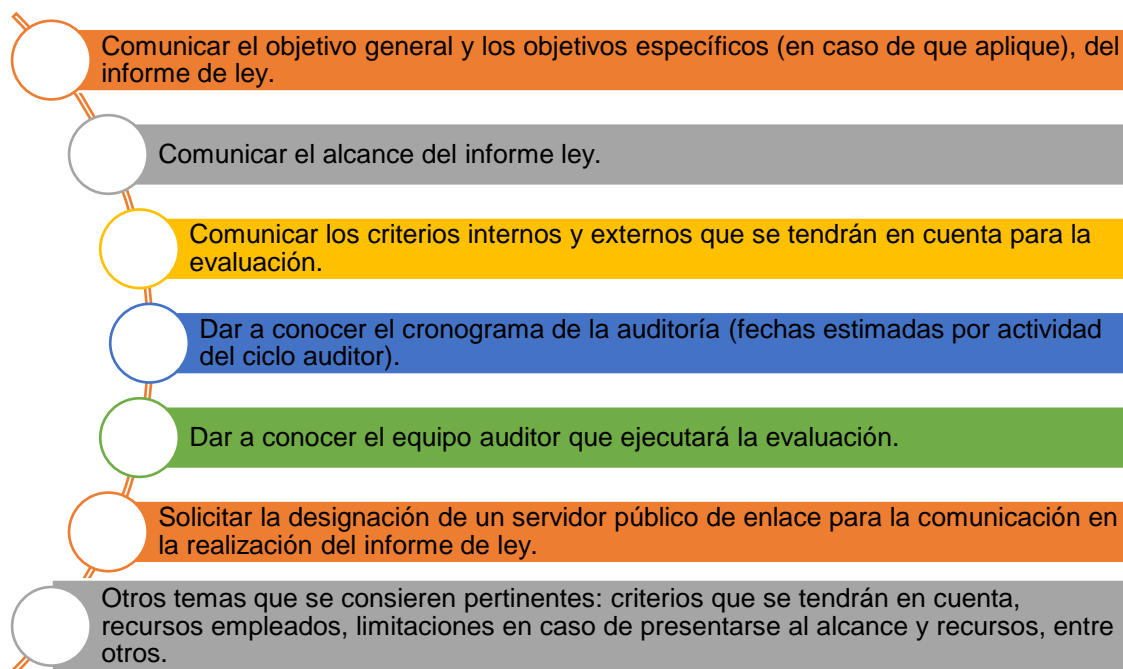 Comunicar el objetivo general y los objetivos específicos (en caso de que aplique), del
informe de ley.
Comunicar el alcance del informe ley.
Comunicar los criterios internos y externos que se tendrán en cuenta para la
evaluación.
Dar a conocer el cronograma de la auditoría (fechas estimadas por actividad
del ciclo auditor).
Dar a conocer el equipo auditor que ejecutará la evaluación.
Solicitar la designación de un servidor público de enlace para la comunicación en
la realización del informe de ley.
Otros temas que se consieren pertinentes: criterios que se tendrán en cuenta,
recursos empleados, limitaciones en caso de presentarse al alcance y recursos, entre
otros.